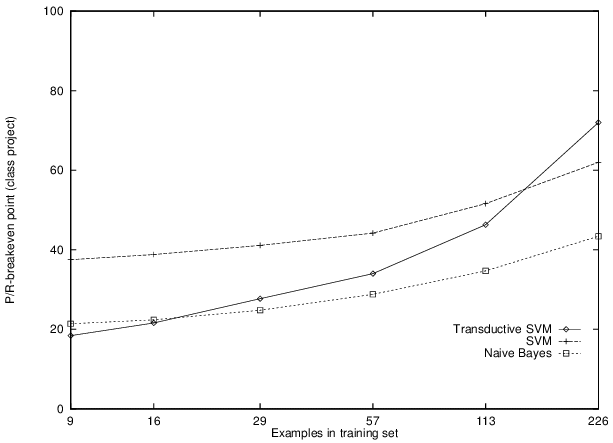 100
80
60
40
20
0
P/R-breakeven point (class project)
Transductive SVM
SVM
Naive Bayes
9 16 29 57 113 226
Examples in training set